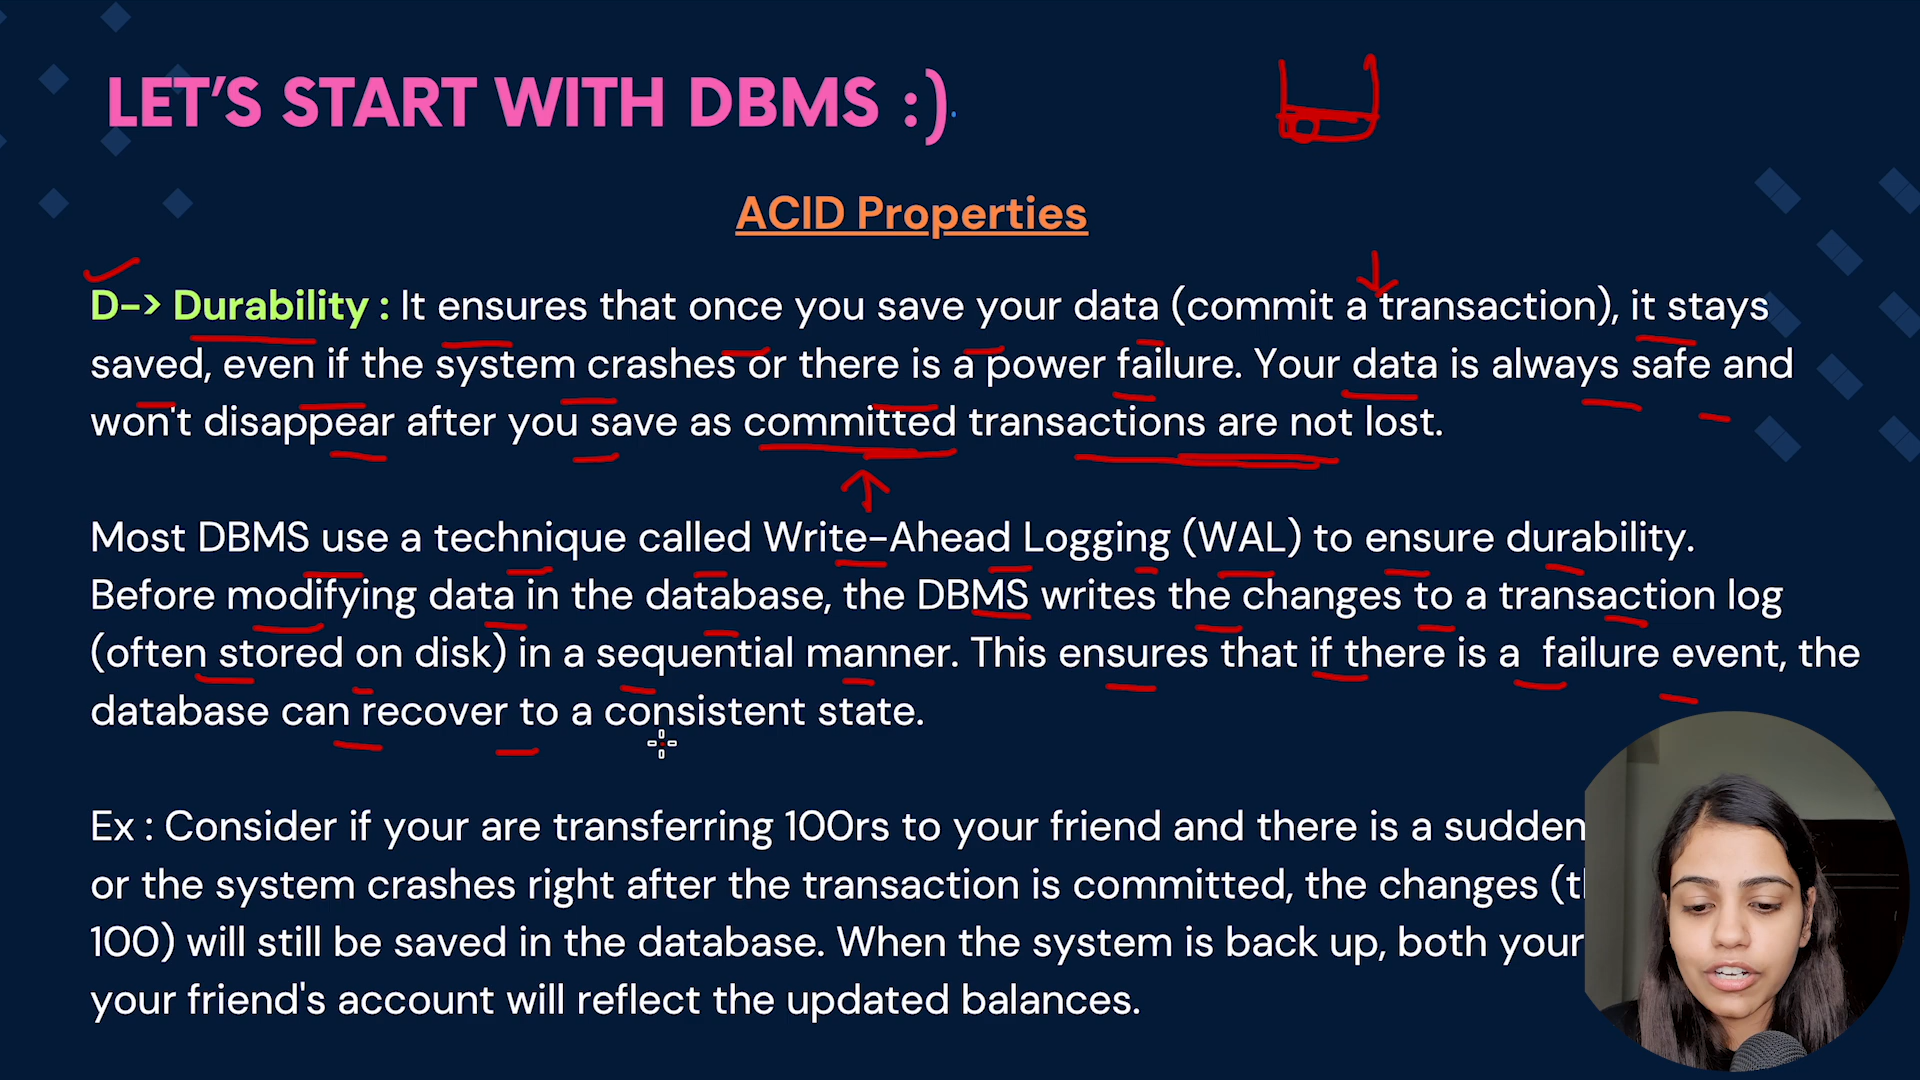 LET'S START WITH DBMS :)
ACID Properties
D-> Durability : It ensures that once you save your data (commit a transaction), it stays
saved, even if the system crashes or there is a power failure. Your data is always safe and
won't disappear after you save as committed transactions are not lost.
Most DBMS use a technique called Write-Ahead Logging (WAL) to ensure durability.
Before modifying data in the database, the DBMS writes the changes to a transaction log
(often stored on disk) in a sequential manner. This ensures that if there is a failure event, the
database can recover to a consistent state.
Ex : Consider if your are transferring 100rs to your friend and there is a sudden
or the system crashes right after the transaction is committed, the changes
100) will still be saved in the database. When the system is back up, both your
your friend's account will reflect the updated balances.